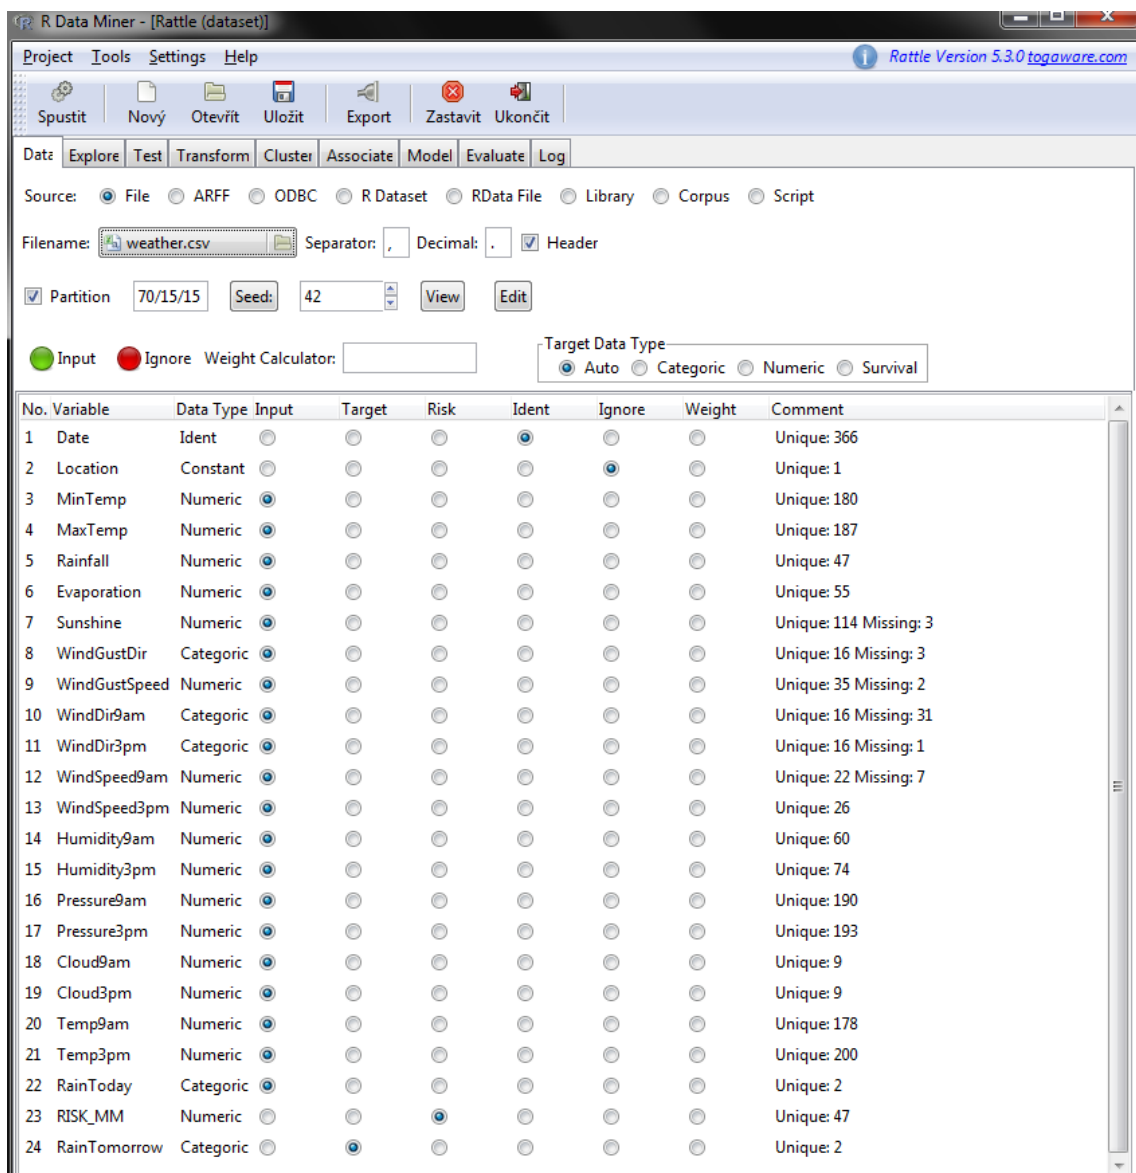 R Data Miner - [Rattle (dataset)]
Project Tools Settings Help Rattle Version 5.3.0 togaware.com
Spustit Nový Otevřít Uložit Export Zastavit Ukončit
Data Explore Test Transform Cluster Associate Model Evaluate Log
Source: File ARFF ODBC R Dataset RData File Library Corpus Script
Filename: weather.csv Separator: , Decimal: . Header
Partition 70/15/15 Seed: 42 View Edit
Target Data Type
Input Ignore Weight Calculator: Auto Categoric Numeric Survival
No. Variable Data Type Input Target Risk Ident Ignore Weight Comment
1 Date Ident Unique: 366
2 Location Constant Unique: 1
3 MinTemp Numeric Unique: 180
4 MaxTemp Numeric Unique: 187
5 Rainfall Numeric Unique: 47
6 Evaporation Numeric Unique: 55
7 Sunshine Numeric Unique: 114 Missing: 3
8 WindGustDir Categoric Unique: 16 Missing: 3
9 WindGustSpeed Numeric Unique: 35 Missing: 2
10 WindDir9am Categoric Unique: 16 Missing: 31
11 WindDir3pm Categoric Unique: 16 Missing: 1
12 WindSpeed9am Numeric Unique: 22 Missing: 7
13 WindSpeed3pm Numeric Unique: 26
14 Humidity9am Numeric Unique: 60
15 Humidity3pm Numeric Unique: 74
16 Pressure9am Numeric Unique: 190
17 Pressure3pm Numeric Unique: 193
18 Cloud9am Numeric Unique: 9
19 Cloud3pm Numeric Unique: 9
20 Temp9am Numeric Unique: 178
21 Temp3pm Numeric Unique: 200
22 RainToday Categoric Unique: 2
23 RISK_MM Numeric Unique: 47
24 RainTomorrow Categoric Unique: 2